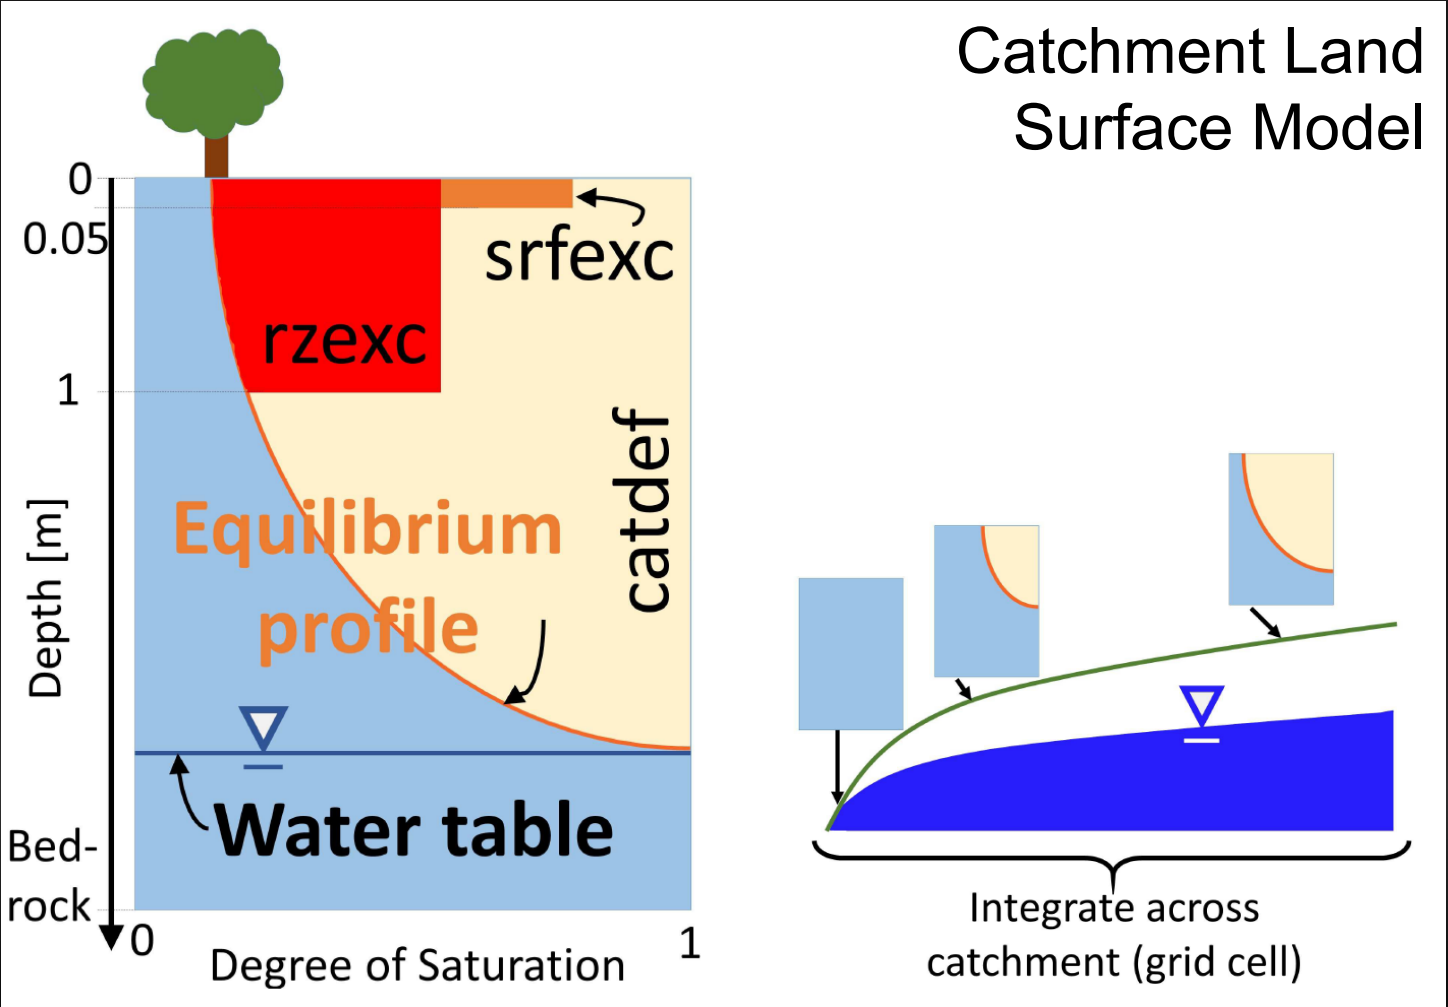 Catchment Land
Surface Model
0
0.05
1
Depth [m]
Bed-
rock
srfexc
rzexc
catdef
Equilibrium
profile
Water table
0
1
Degree of Saturation
Integrate across
catchment (grid cell)